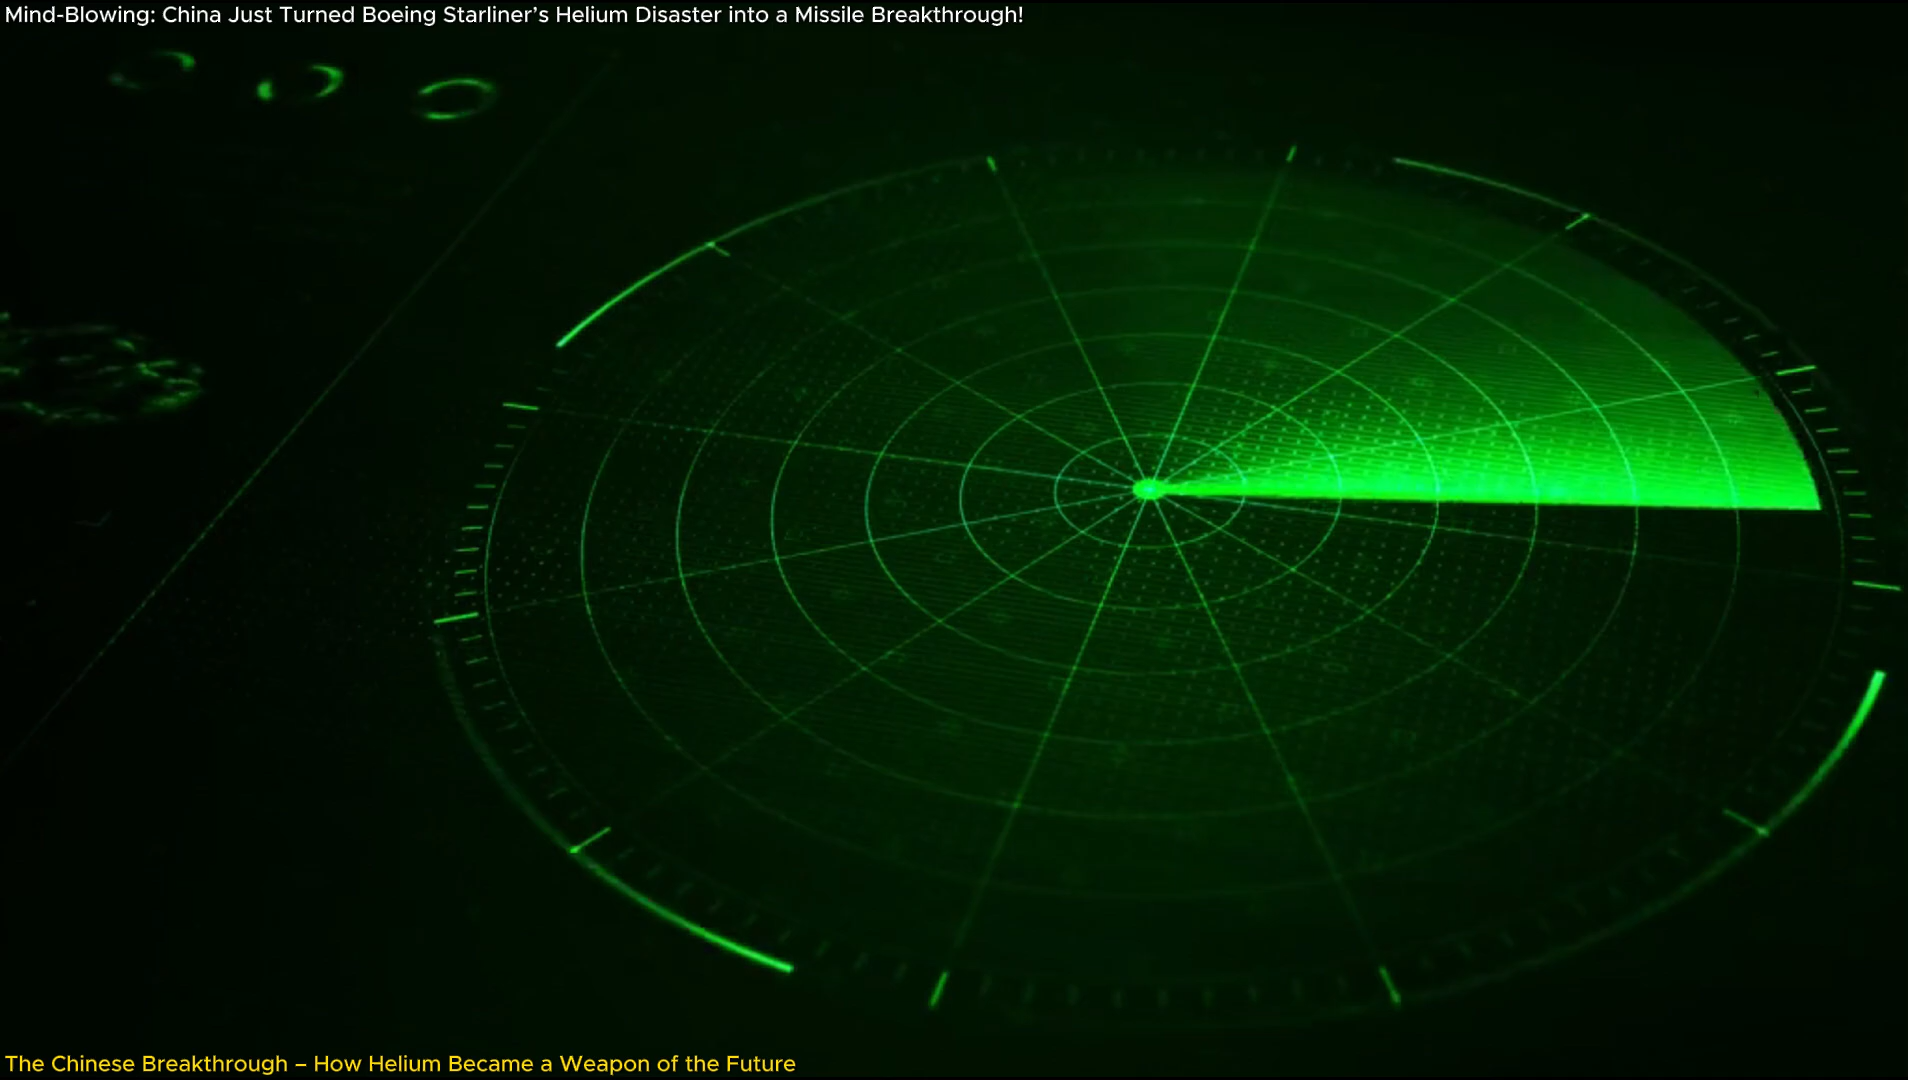 Mind-Blowing: China Just Turned Boeing Starliner’s Helium Disaster into a Missile Breakthrough!
The Chinese Breakthrough – How Helium Became a Weapon of the Future